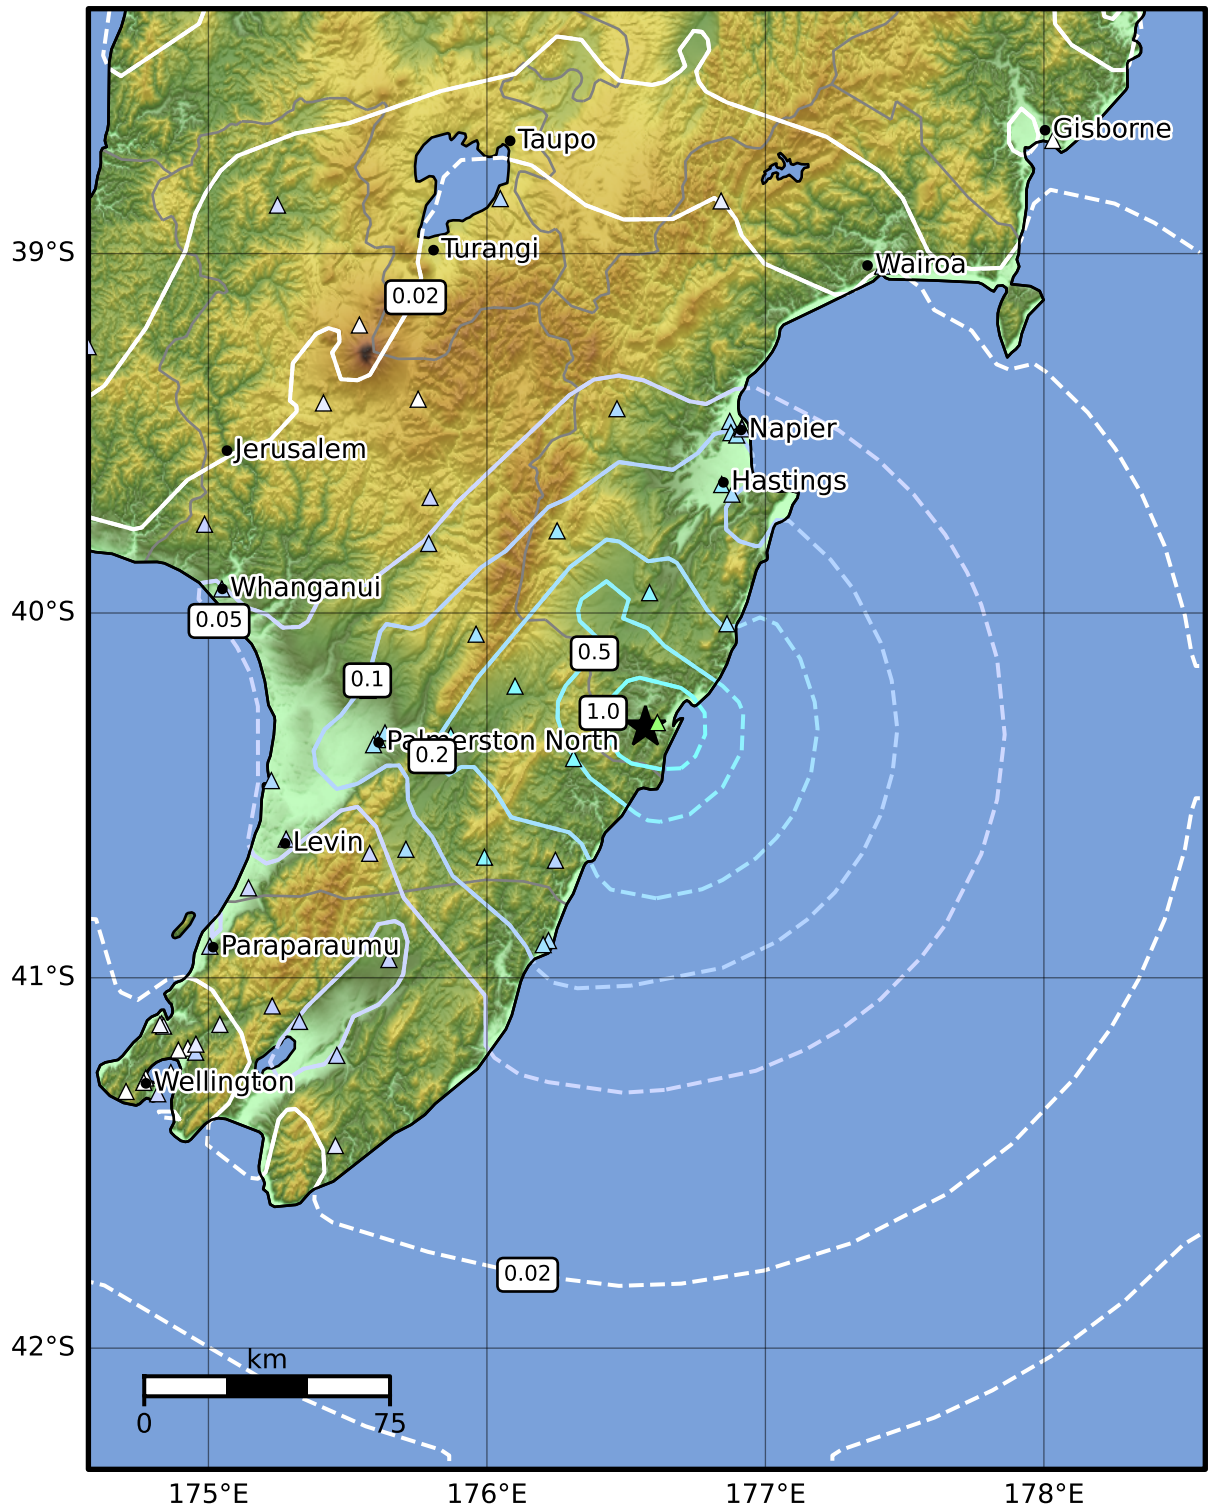 Gisborne
Taupo
39°S
Turangi
Wairoa
0.02
Napier
Jerusalem
Hastings
Whanganui
40°S
0.05
0.5
0.1
1.0
Palmerston North
0.2
Levin
Paraparaumu
41°S
Wellington
0.02
42°S
km
0
75
175°E
176°E
177°E
178°E